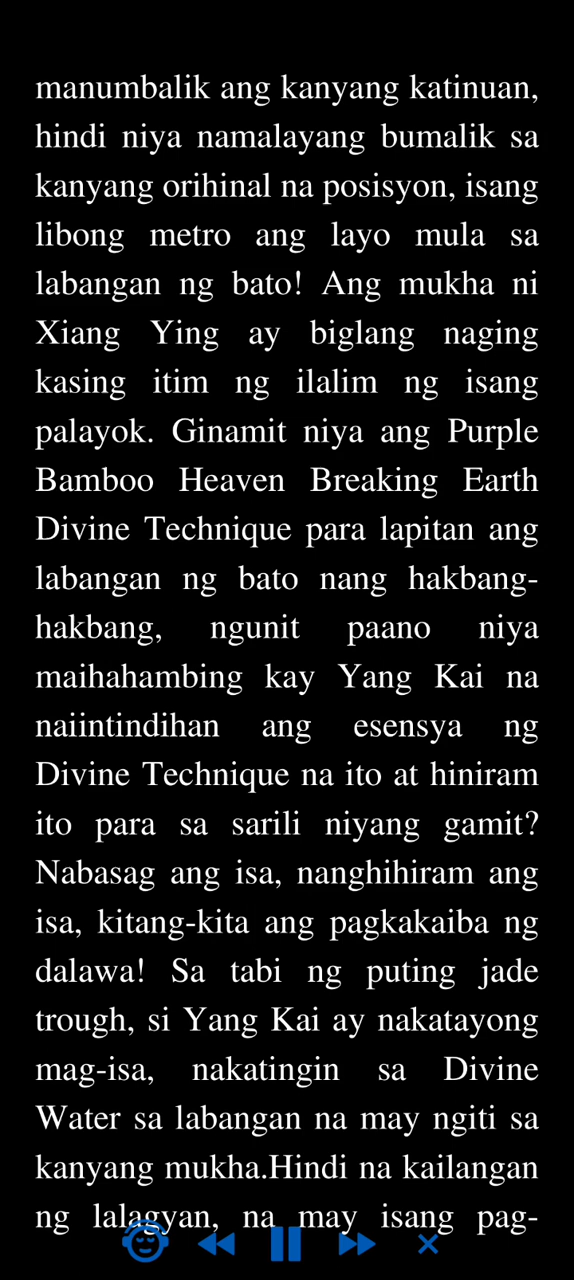 manumbalik ang kanyang katinuan,
hindi niya namalayang bumalik sa
kanyang orihinal na posisyon, isang
libong metro ang layo mula sa
labangan ng bato! Ang mukha ni
Xiang Ying ay biglang naging
kasing itim ng ilalim ng isang
palayok. Ginamit niya ang Purple
Bamboo Heaven Breaking Earth
Divine Technique para lapitan ang
labangan ng bato nang hakbang-
hakbang, ngunit paano niya
maihahambing kay Yang Kai na
naiintindihan ang esensya ng
Divine Technique na ito at hiniram
ito para sa sarili niyang gamit?
Nabasag ang isa, nanghihiram ang
isa, kitang-kita ang pagkakaiba ng
dalawa! Sa tabi ng puting jade
trough, si Yang Kai ay nakatayong
mag-isa, nakatingin sa Divine
Water sa labangan na may ngiti sa
kanyang mukha.Hindi na kailangan
ng lalagyan, na may isang pag-